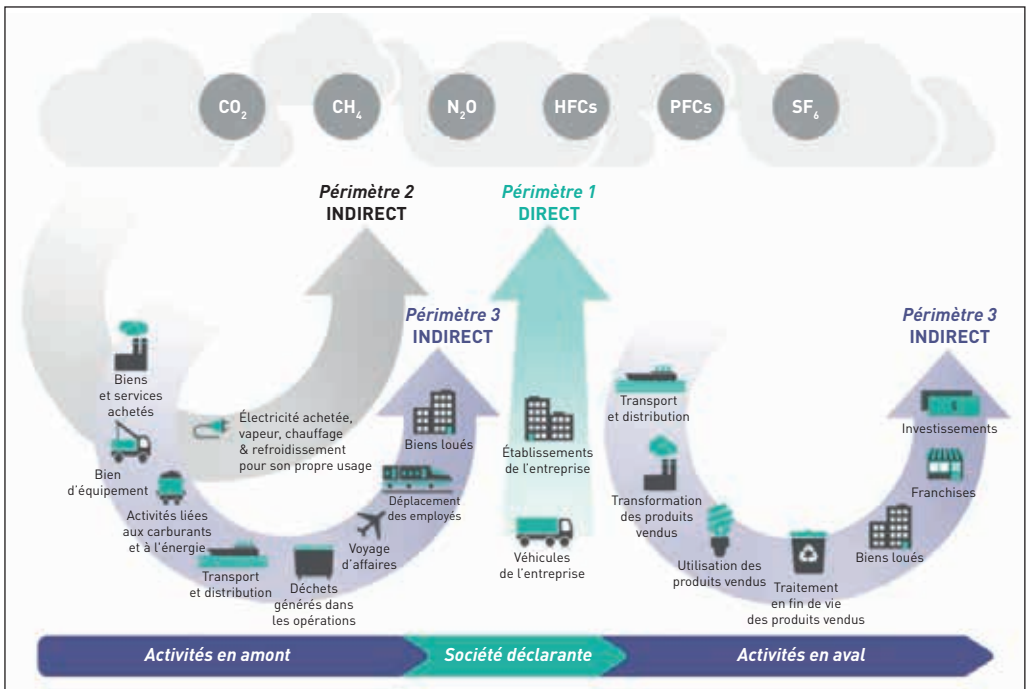 CO₂
CH₄
N₂O
HFCs
PFCs
SF₆
Périmètre 2
INDIRECT
Périmètre 1
DIRECT
Périmètre 3
INDIRECT
Périmètre 3
INDIRECT
Biens
et services
achetés
Bien
d'équipement
Activités liées
aux carburants
et à l'énergie
Transport
et distribution
Déchets
générés dans
les opérations
Voyage
d'affaires
Déplacement
des employés
Biens loués
Électricité achetée,
vapeur, chauffage
& refroidissement
pour son propre usage
Établissements
de l'entreprise
Véhicules
de l'entreprise
Transport
et distribution
Transformation
des produits
vendus
Utilisation des
produits vendus
Traitement
en fin de vie
des produits vendus
Biens loués
Franchises
Investissements
Activités en amont
Société déclarante
Activités en aval